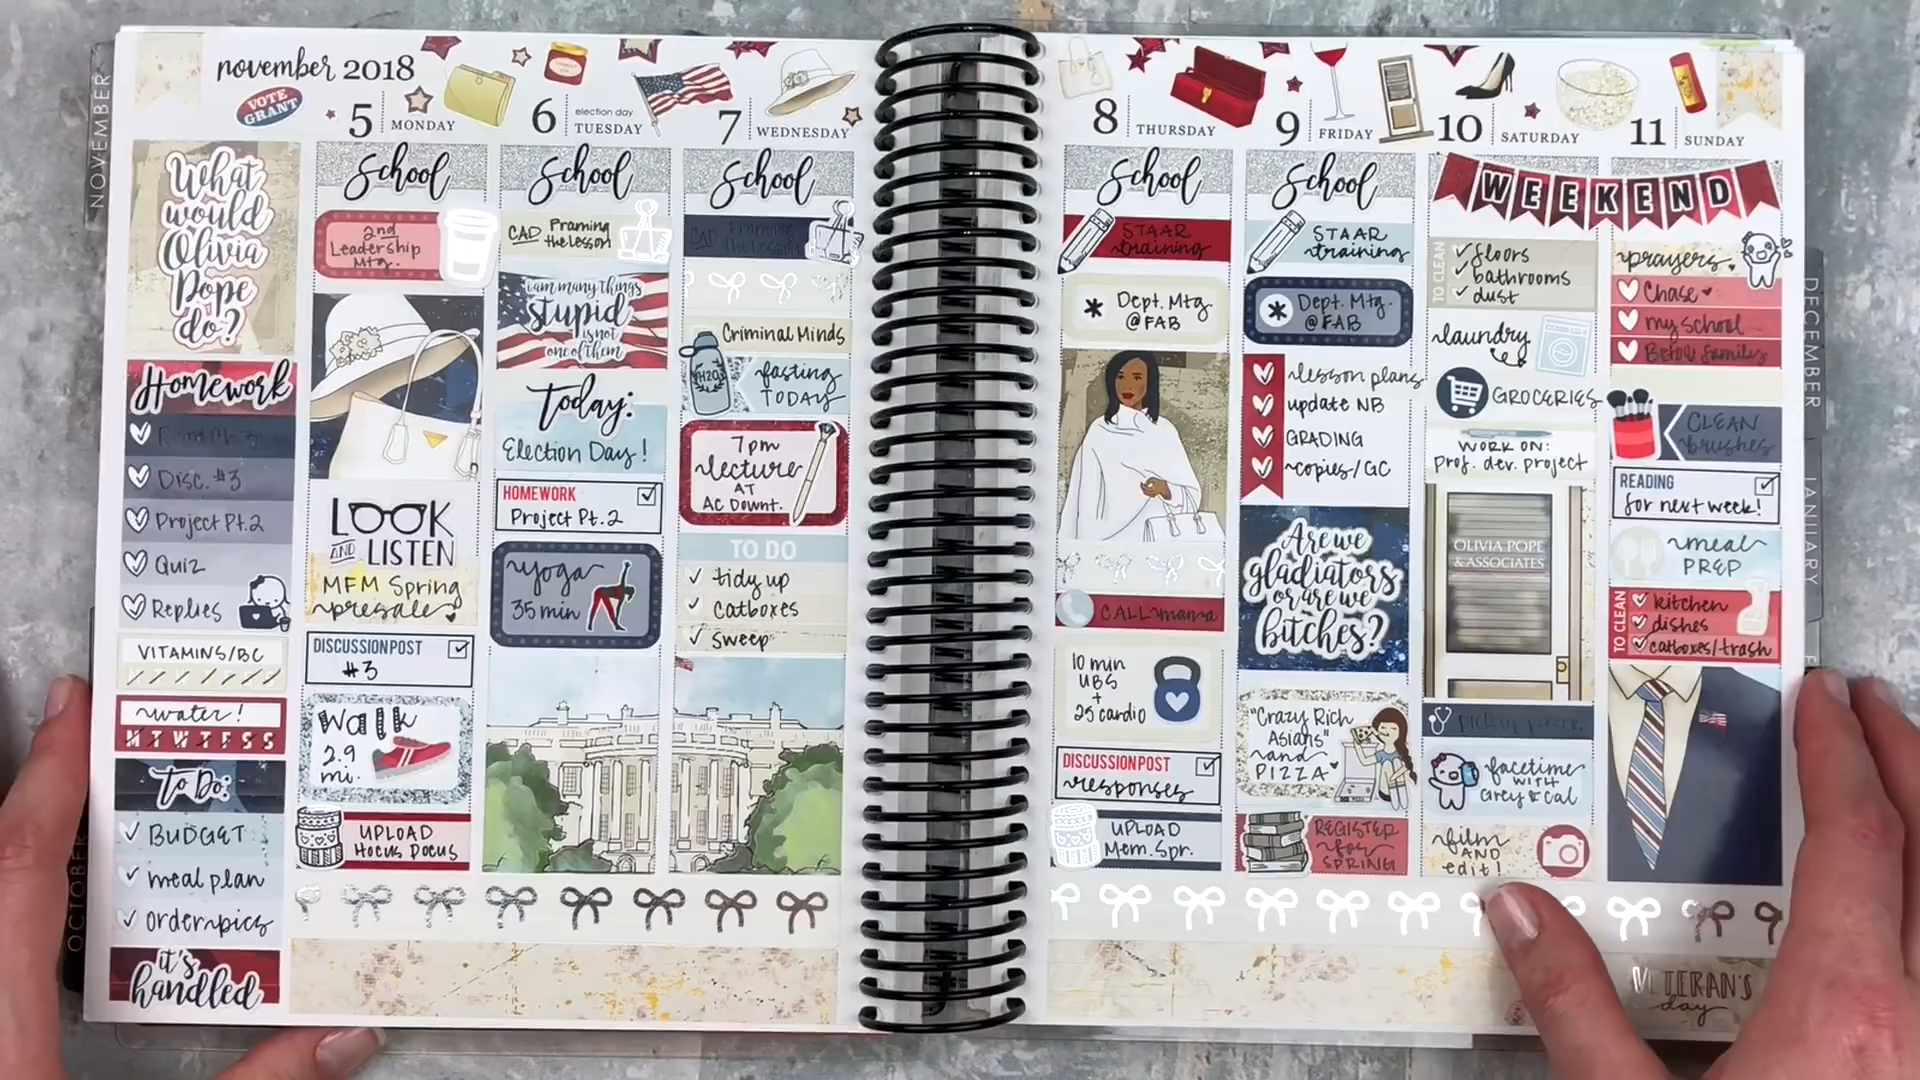 november 2018
VOTE
GRANT
5
MONDAY
6
election day
TUESDAY
7
WEDNESDAY
8
THURSDAY
9
FRIDAY
10
SATURDAY
11
SUNDAY
NOVEMBER
OCTOBER
DECEMBER
JANUARY
What
would
Olivia
Pope
do?
Homework
Disc. #3
Project Pt.2
Quiz
Replies
VITAMINS/BC
water!
M T W T F S S
to Do:
BUDGET
meal plan
order pics
it's
handled
School
2nd
Leadership
Mtg.
LOOK
AND LISTEN
MFM Spring
presale
DISCUSSION POST
#3
Walk
2.9
mi.
UPLOAD
Hocus Pocus
School
CAD Framing
the lesson
i am many things
stupid
is not
one of them
Today:
Election Day!
HOMEWORK
Project Pt. 2
yoga
35 min
School
CAD Framing
the lesson
Criminal Minds
H2O
fasting
TODAY
7pm
lecture
AT
AC Downt.
TO DO
tidy up
catboxes
sweep
School
STAAR
training
* Dept. Mtg.
@ FAB
CALL mama
10 min
UBS
+
25 cardio
DISCUSSION POST
responses
UPLOAD
Mem. Spr.
School
STAAR
training
* Dept. Mtg.
@ FAB
lesson plans
update NB
GRADING
copies/GC
Are we
gladiators
or are we
bitches?
"Crazy Rich
Asians"
and
PIZZA
REGISTER
for
SPRING
WEEKEND
TO CLEAN
floors
bathrooms
dust
laundry
GROCERIES
WORK ON:
prof. dev. project
OLIVIA POPE
& ASSOCIATES
facetime
WITH
Grey & Cal
film
AND
edit!
prayers
Chase
my school
CLEAN
brushes
READING
for next week!
meal
PREP
TO CLEAN
kitchen
dishes
catboxes/trash
VETERAN'S
day